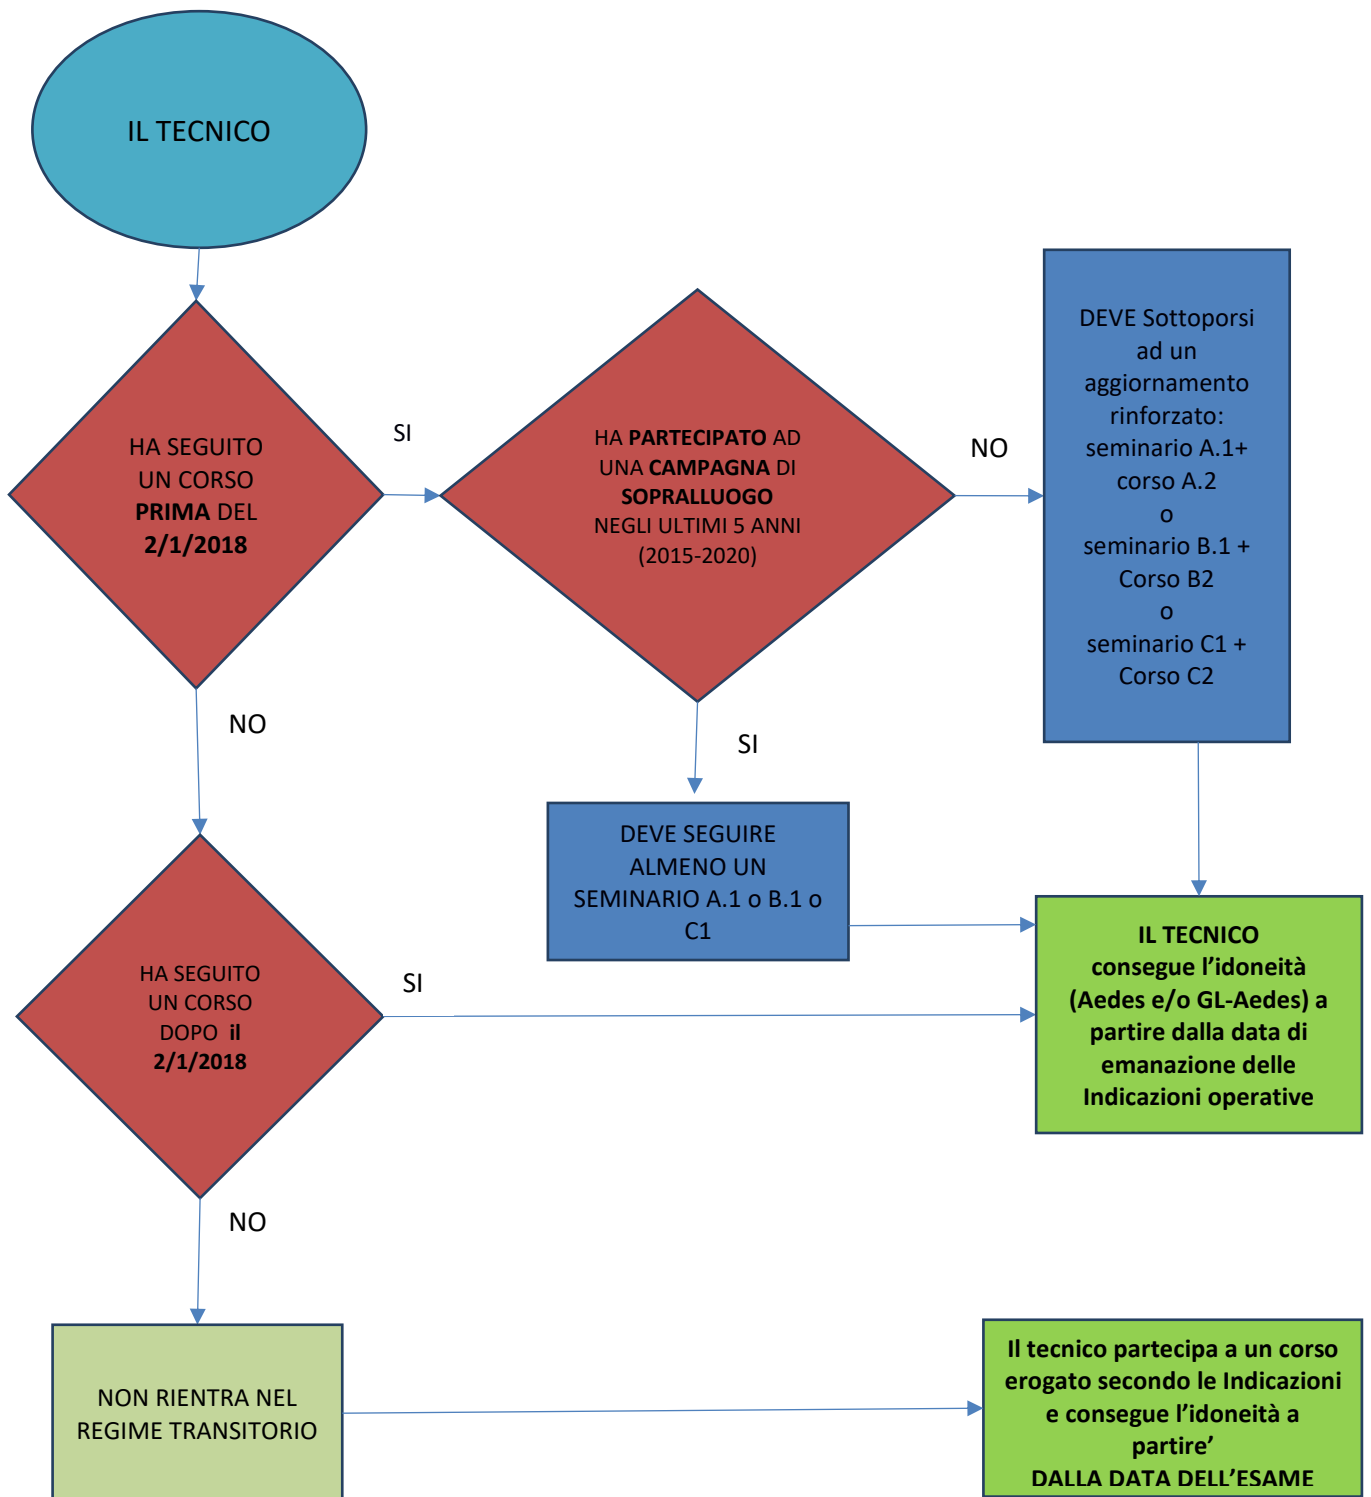 IL TECNICO
HA SEGUITO
UN CORSO
PRIMA DEL
2/1/2018
SI
HA PARTECIPATO AD
UNA CAMPAGNA DI
SOPRALLUOGO
NEGLI ULTIMI 5 ANNI
(2015-2020)
NO
DEVE Sottoporsi
ad un
aggiornamento
rinforzato:
seminario A.1+
corso A.2
o
seminario B.1 +
Corso B2
o
seminario C1 +
Corso C2
NO
SI
DEVE SEGUIRE
ALMENO UN
SEMINARIO A.1 o B.1 o
C1
HA SEGUITO
UN CORSO
DOPO il
2/1/2018
SI
IL TECNICO
consegue l’idoneità
(Aedes e/o GL-Aedes) a
partire dalla data di
emanazione delle
Indicazioni operative
NO
NON RIENTRA NEL
REGIME TRANSITORIO
Il tecnico partecipa a un corso
erogato secondo le Indicazioni
e consegue l’idoneità a
partire’
DALLA DATA DELL’ESAME